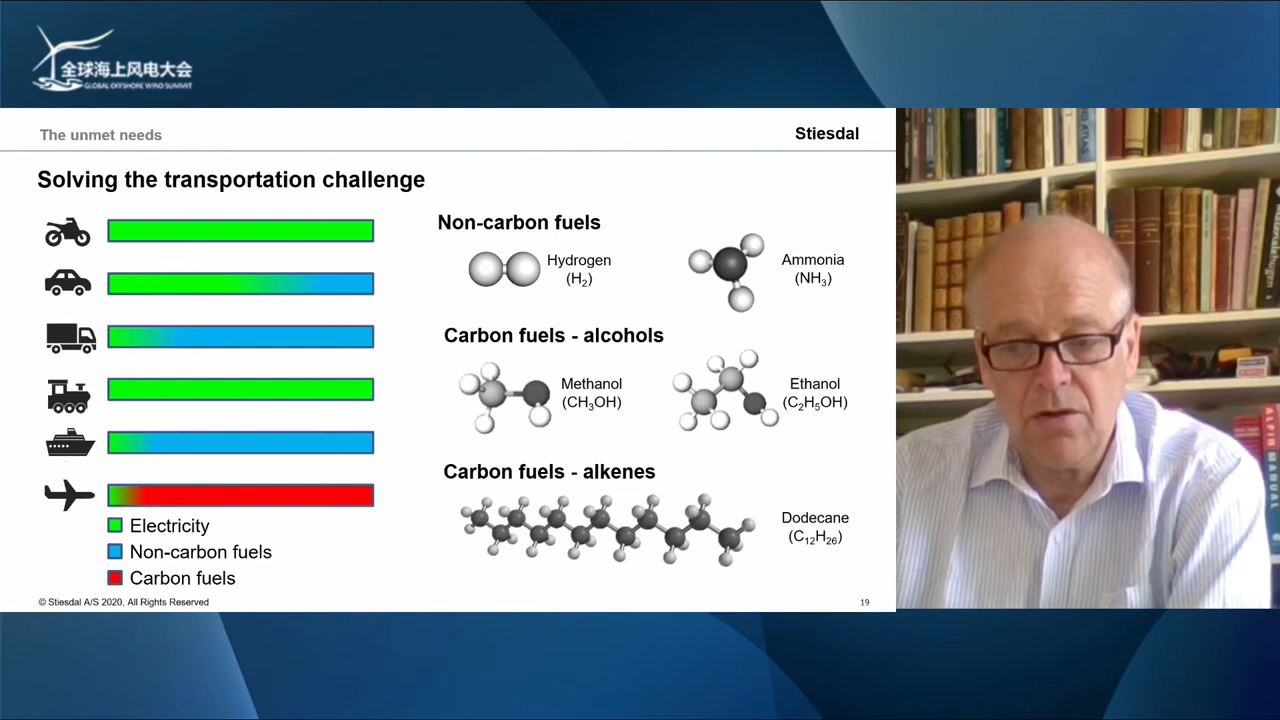 全球海上风电大会
GLOBAL OFFSHORE WIND SUMMIT
The unmet needs
Stiesdal
Solving the transportation challenge
Non-carbon fuels
Hydrogen
(H₂)
Ammonia
(NH₃)
Carbon fuels - alcohols
Methanol
(CH₃OH)
Ethanol
(C₂H₅OH)
Carbon fuels - alkenes
Dodecane
(C₁₂H₂₆)
Electricity
Non-carbon fuels
Carbon fuels
© Stiesdal A/S 2020, All Rights Reserved
19